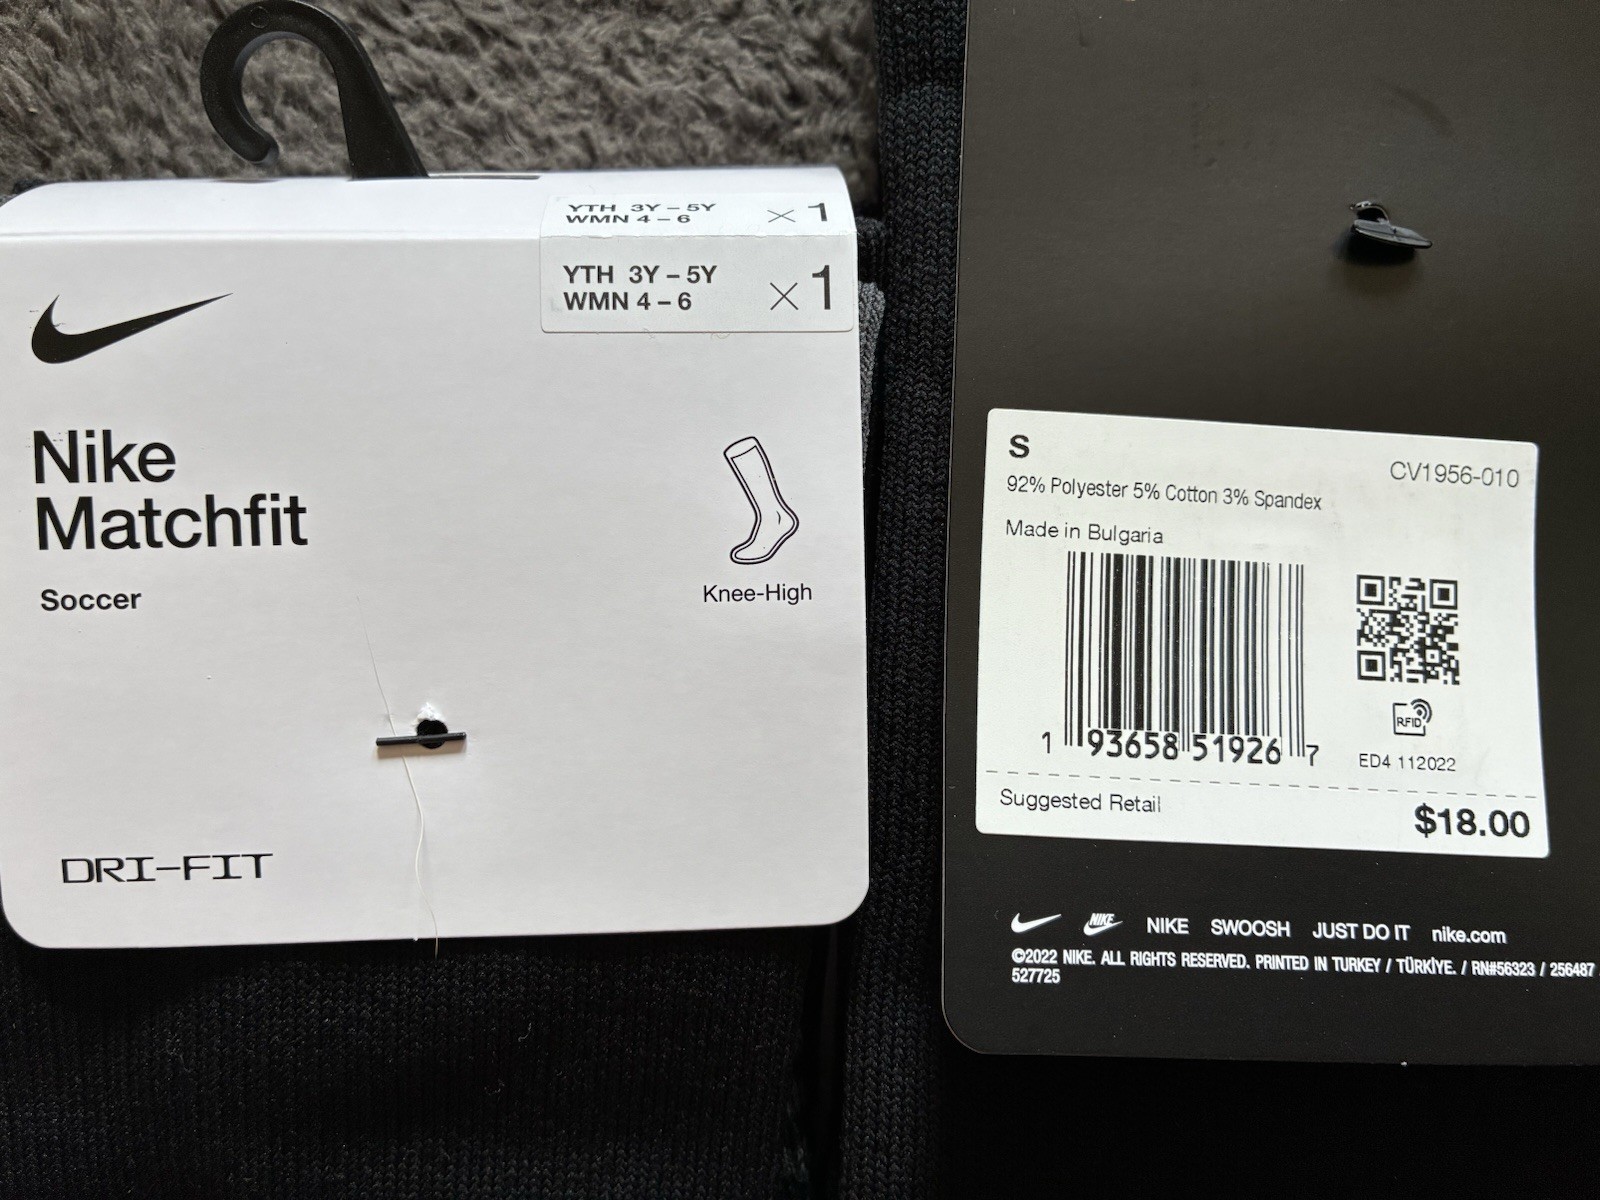 YTH 3Y – 5Y
WMN 4 – 6 × 1
YTH 3Y – 5Y
WMN 4 – 6 × 1
Nike
Matchfit
Soccer
Knee-High
DRI-FIT
S
CV1956-010
92% Polyester 5% Cotton 3% Spandex
Made in Bulgaria
1 93658 51926 7
RFID
ED4 112022
Suggested Retail
$18.00
NIKE NIKE SWOOSH JUST DO IT nike.com
©2022 NIKE. ALL RIGHTS RESERVED. PRINTED IN TURKEY / TÜRKİYE. / RN#56323 / 256487
527725